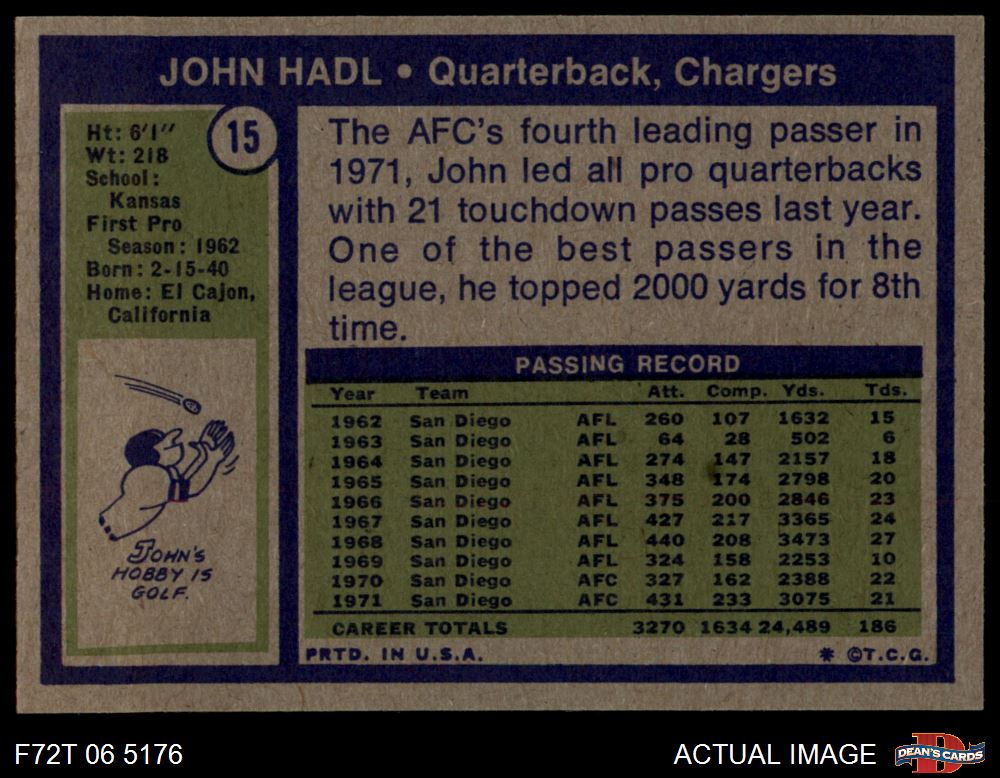 JOHN HADL • Quarterback, Chargers
15
Ht: 6'1"
Wt: 218
School:
Kansas
First Pro
Season: 1962
Born: 2-15-40
Home: El Cajon,
California
JOHN'S
HOBBY IS
GOLF.
The AFC's fourth leading passer in
1971, John led all pro quarterbacks
with 21 touchdown passes last year.
One of the best passers in the
league, he topped 2000 yards for 8th
time.
PASSING RECORD
Year Team Att. Comp. Yds. Tds.
1962 San Diego AFL 260 107 1632 15
1963 San Diego AFL 64 28 502 6
1964 San Diego AFL 274 147 2157 18
1965 San Diego AFL 348 174 2798 20
1966 San Diego AFL 375 200 2846 23
1967 San Diego AFL 427 217 3365 24
1968 San Diego AFL 440 208 3473 27
1969 San Diego AFL 324 158 2253 10
1970 San Diego AFC 327 162 2388 22
1971 San Diego AFC 431 233 3075 21
CAREER TOTALS 3270 1634 24,489 186
PRTD. IN U.S.A. * ©T.C.G.
F72T 06 5176
ACTUAL IMAGE
DEAN'S CARDS